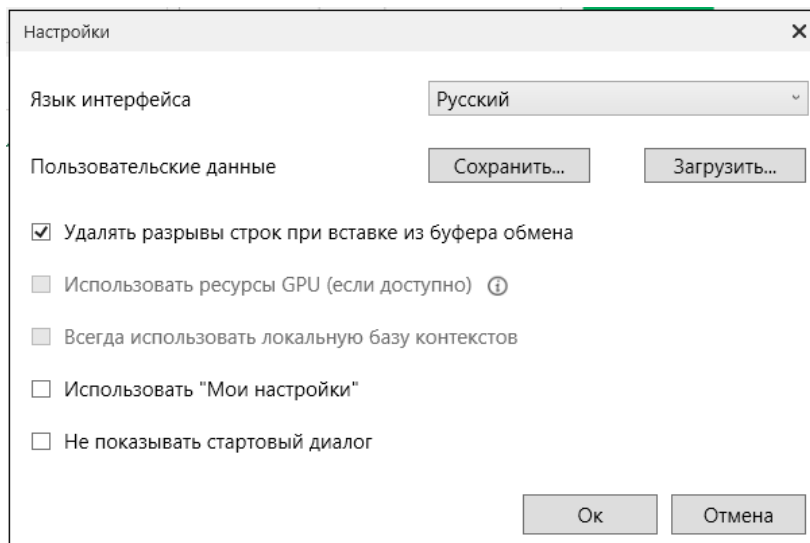 Настройки
Язык интерфейса Русский
Пользовательские данные Сохранить... Загрузить...
Удалять разрывы строк при вставке из буфера обмена
Использовать ресурсы GPU (если доступно)
Всегда использовать локальную базу контекстов
Использовать "Мои настройки"
Не показывать стартовый диалог
Ок Отмена